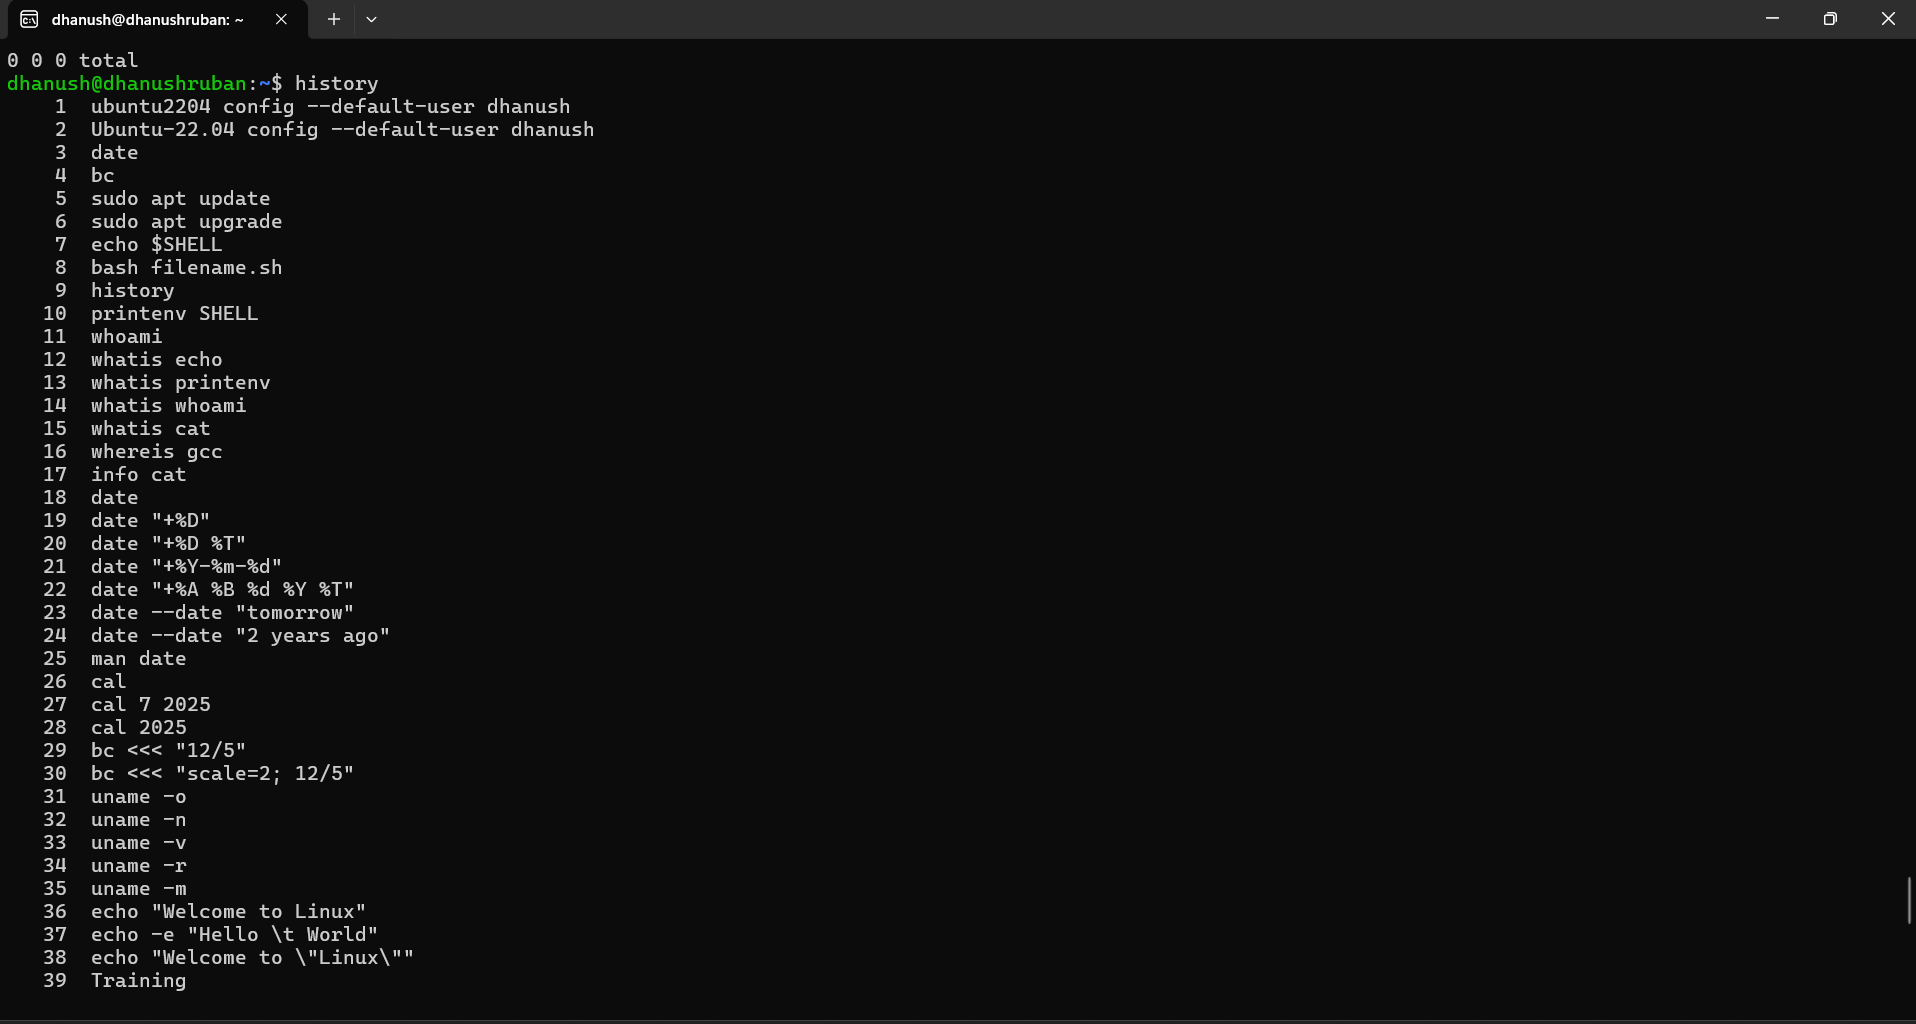 dhanush@dhanushruban: ~
0 0 0 total
dhanush@dhanushruban:~$ history
1 ubuntu2204 config --default-user dhanush
2 Ubuntu-22.04 config --default-user dhanush
3 date
4 bc
5 sudo apt update
6 sudo apt upgrade
7 echo $SHELL
8 bash filename.sh
9 history
10 printenv SHELL
11 whoami
12 whatis echo
13 whatis printenv
14 whatis whoami
15 whatis cat
16 whereis gcc
17 info cat
18 date
19 date "+%D"
20 date "+%D %T"
21 date "+%Y-%m-%d"
22 date "+%A %B %d %Y %T"
23 date --date "tomorrow"
24 date --date "2 years ago"
25 man date
26 cal
27 cal 7 2025
28 cal 2025
29 bc <<< "12/5"
30 bc <<< "scale=2; 12/5"
31 uname -o
32 uname -n
33 uname -v
34 uname -r
35 uname -m
36 echo "Welcome to Linux"
37 echo -e "Hello \t World"
38 echo "Welcome to \"Linux\""
39 Training